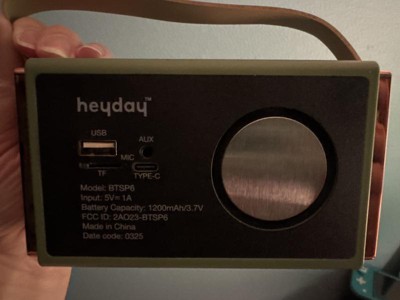 heyday™
USB
AUX
MIC
TF
TYPE-C
Model: BTSP6
Input: 5V⎓1A
Battery Capacity: 1200mAh/3.7V
FCC ID: 2AD23-BTSP6
Made in China
Date code: 0325